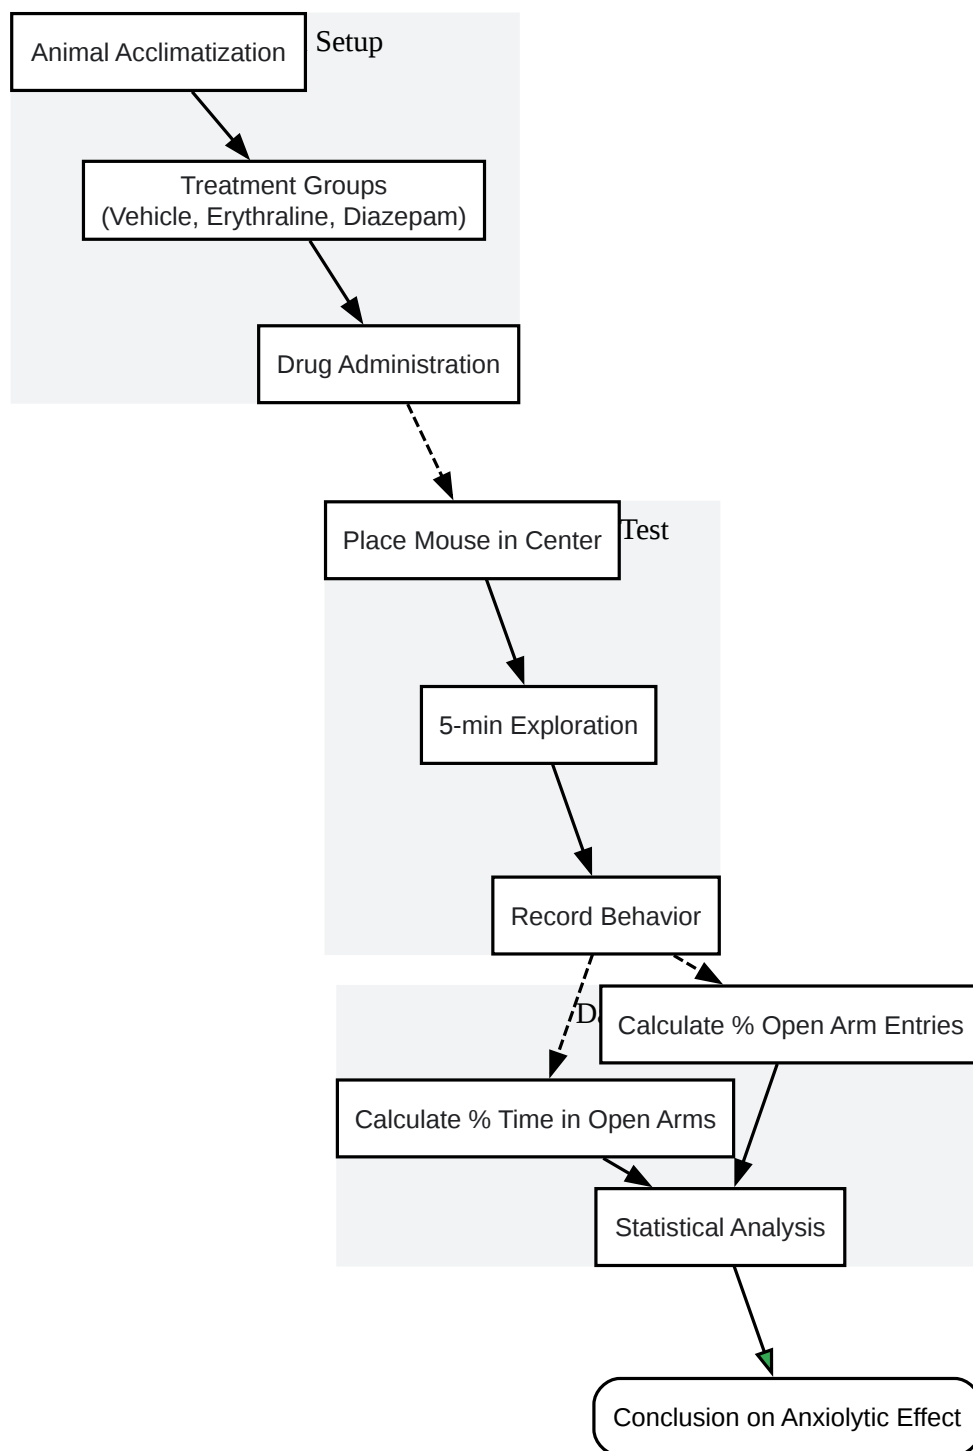 Animal Acclimatization
Setup
Treatment Groups
(Vehicle, Erythraline, Diazepam)
Drug Administration
Place Mouse in Center
Test
5-min Exploration
Record Behavior
Calculate % Open Arm Entries
Calculate % Time in Open Arms
Statistical Analysis
Conclusion on Anxiolytic Effect